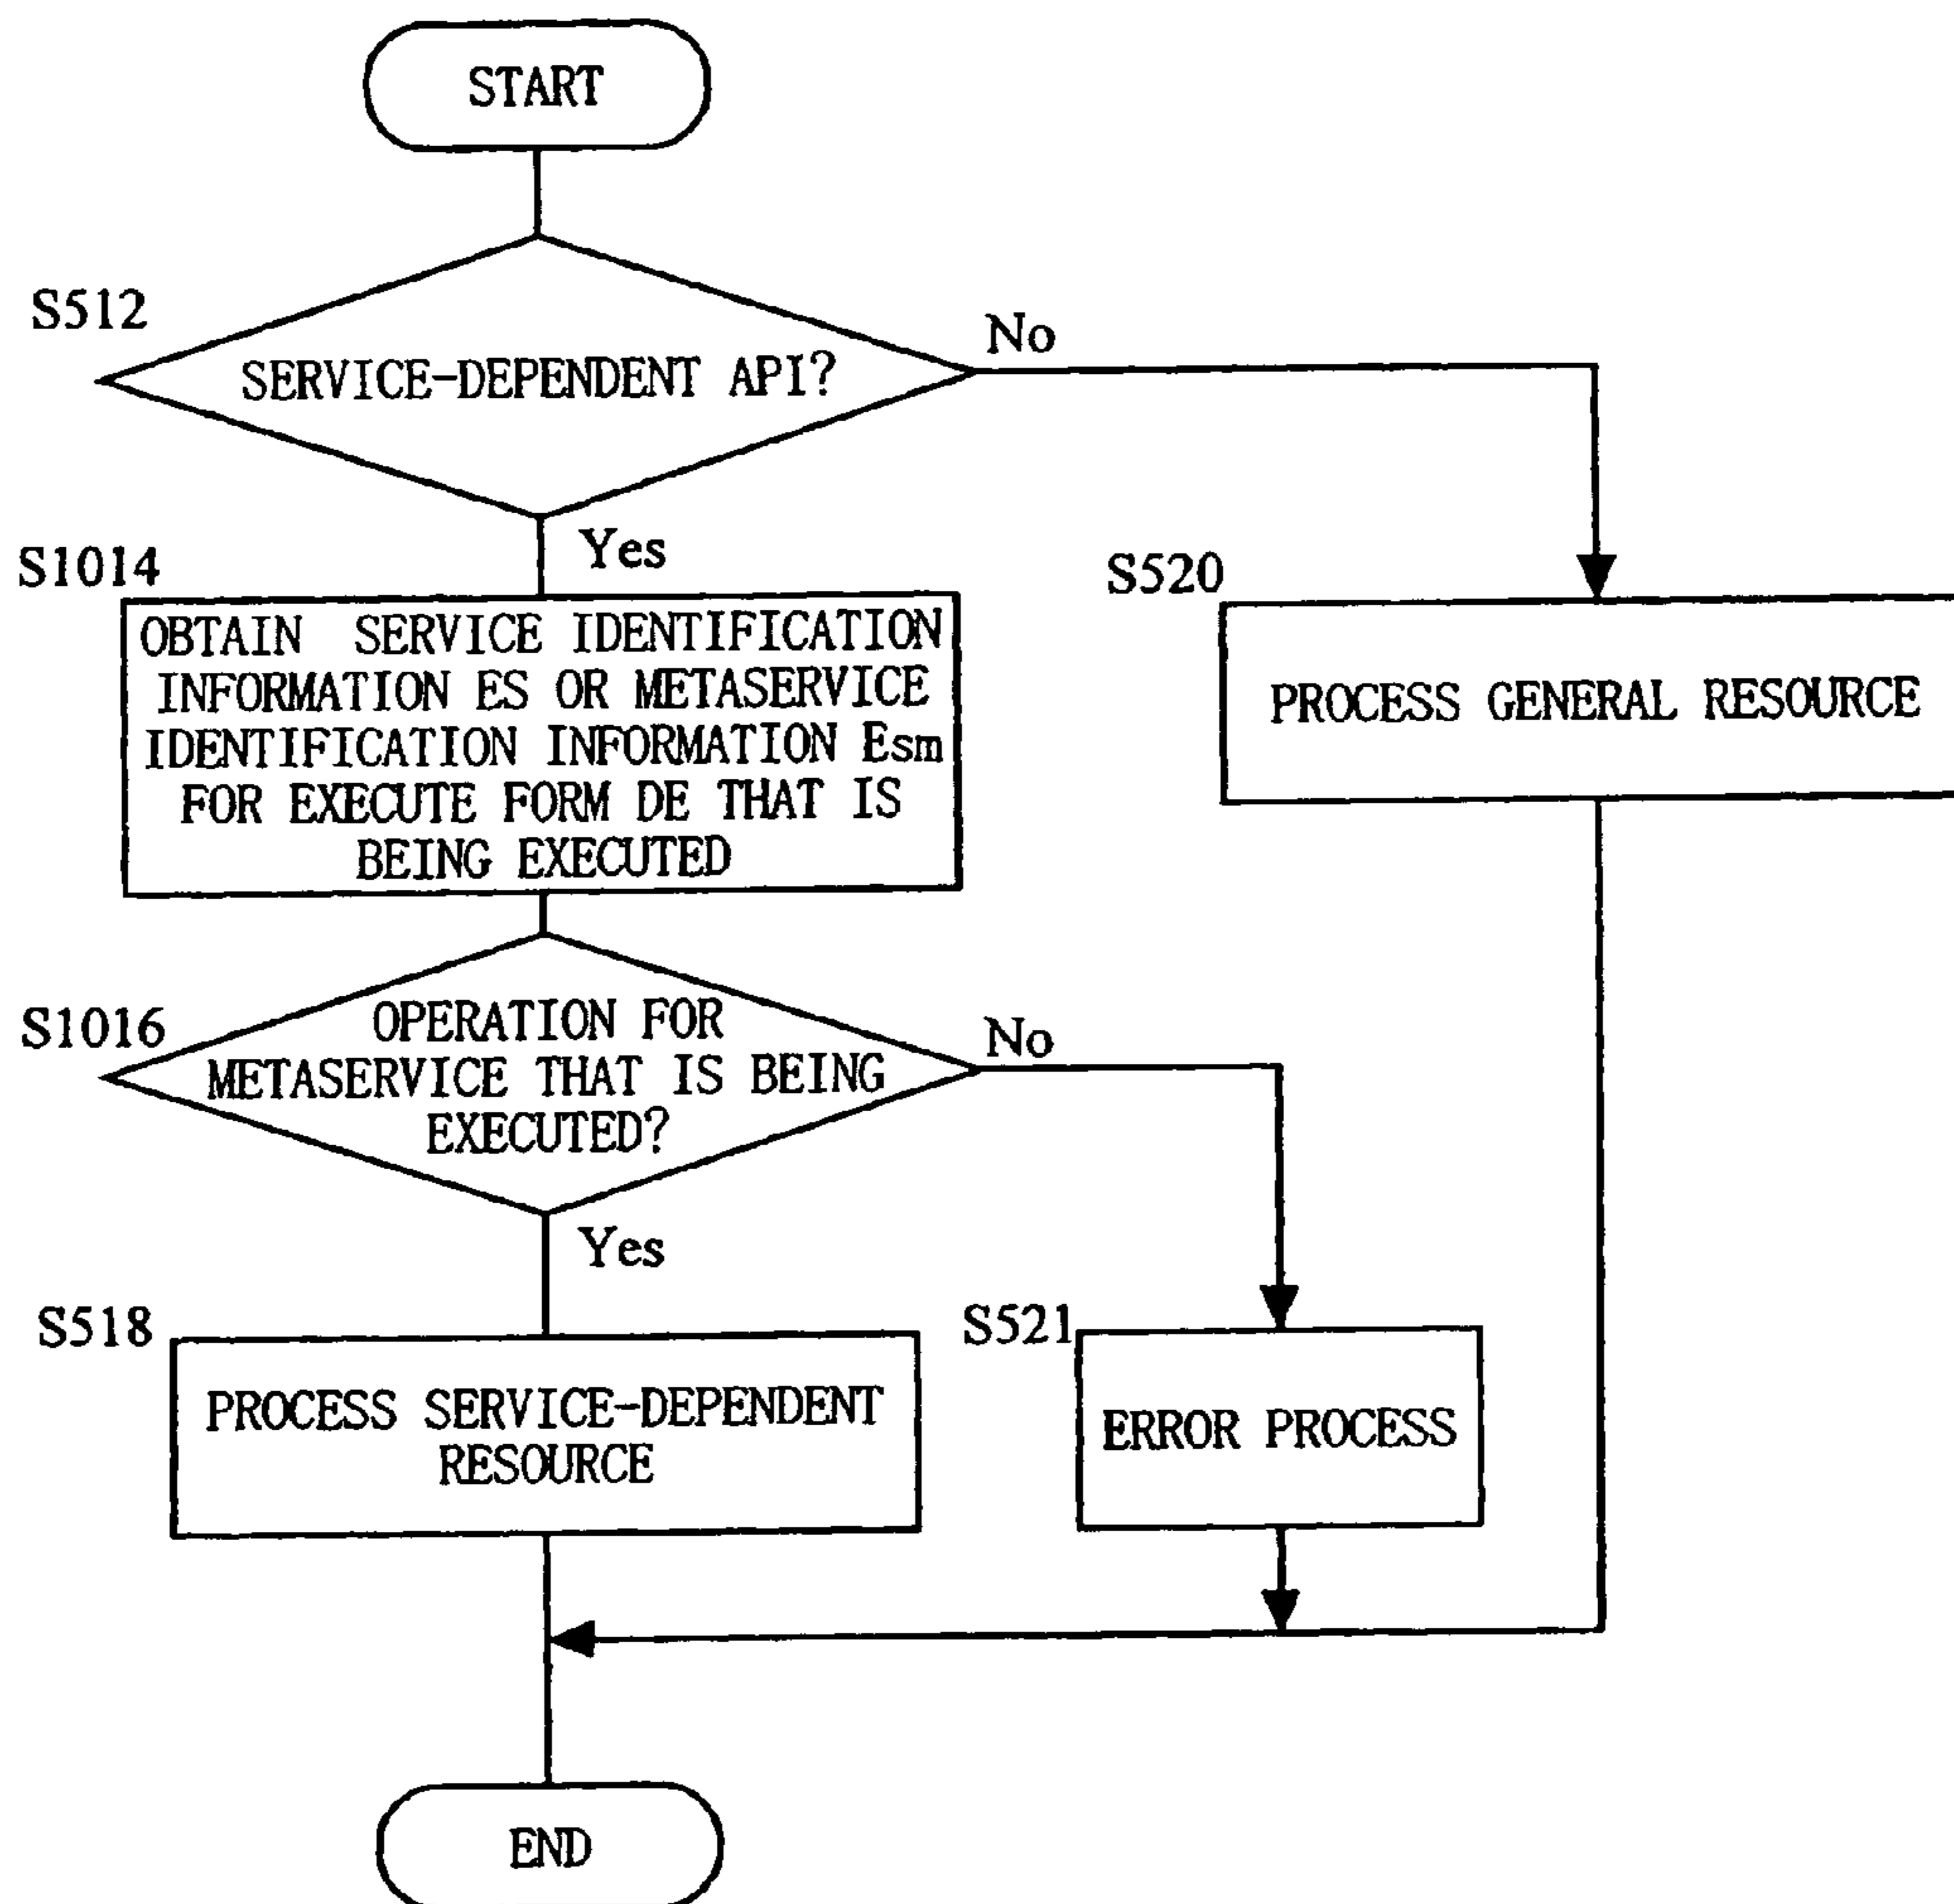 START
S512
SERVICE-DEPENDENT API?
No
Yes
S1014
OBTAIN SERVICE IDENTIFICATION
INFORMATION ES OR METASERVICE
IDENTIFICATION INFORMATION Esm
FOR EXECUTE FORM DE THAT IS
BEING EXECUTED
S520
PROCESS GENERAL RESOURCE
S1016
OPERATION FOR
METASERVICE THAT IS BEING
EXECUTED?
No
Yes
S518
PROCESS SERVICE-DEPENDENT
RESOURCE
S521
ERROR PROCESS
END